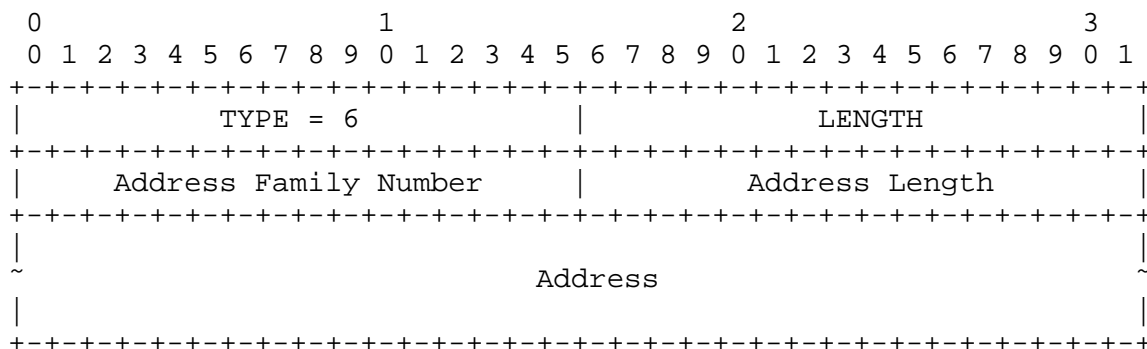 0                   1                   2                   3
 0 1 2 3 4 5 6 7 8 9 0 1 2 3 4 5 6 7 8 9 0 1 2 3 4 5 6 7 8 9 0 1
+-+-+-+-+-+-+-+-+-+-+-+-+-+-+-+-+-+-+-+-+-+-+-+-+-+-+-+-+-+-+-+-+
|           TYPE = 6            |             LENGTH            |
+-+-+-+-+-+-+-+-+-+-+-+-+-+-+-+-+-+-+-+-+-+-+-+-+-+-+-+-+-+-+-+-+
|     Address Family Number     |         Address Length        |
+-+-+-+-+-+-+-+-+-+-+-+-+-+-+-+-+-+-+-+-+-+-+-+-+-+-+-+-+-+-+-+-+
|                                                               |
~                            Address                            ~
|                                                               |
+-+-+-+-+-+-+-+-+-+-+-+-+-+-+-+-+-+-+-+-+-+-+-+-+-+-+-+-+-+-+-+-+